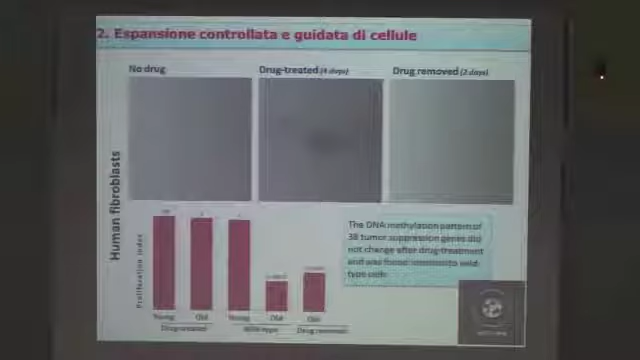 2. Espansione controllata e guidata di cellule
No drug
Drug-treated (4 days)
Drug removed (2 days)
Human fibroblasts
Proliferation index
Young
Old
Young
Old
Old
Drug-treated
Wild-type
Drug removed
The DNA methylation pattern of
38 tumor suppression genes did
not change after drug-treatment
and was found similar to wild-
type cells